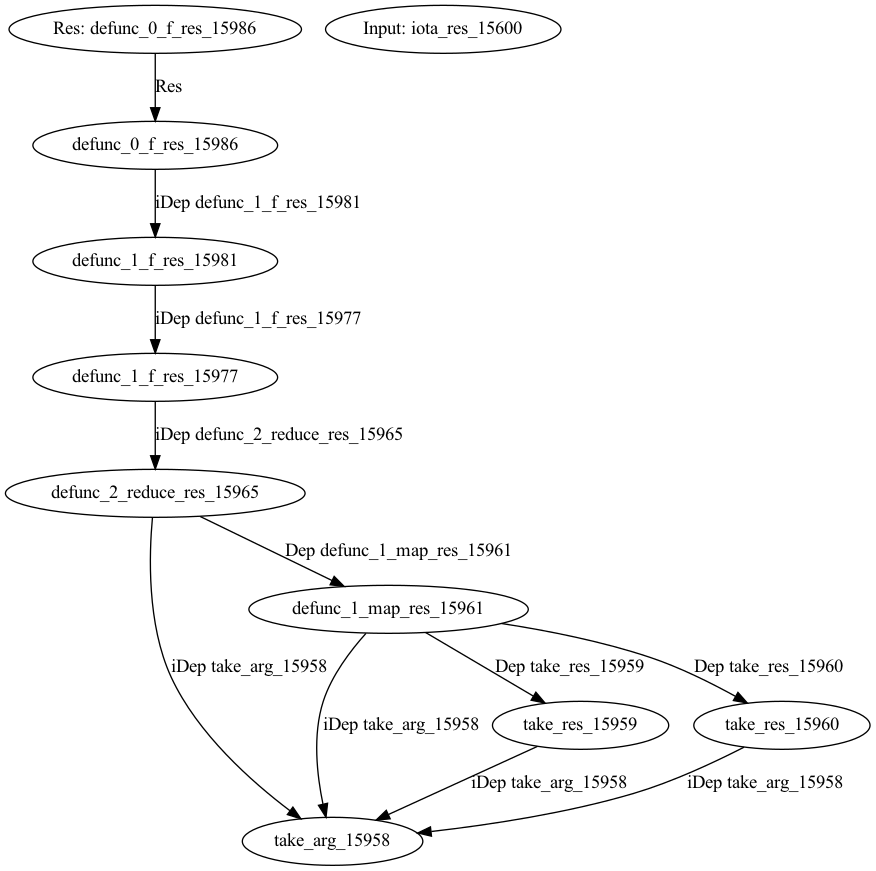 Res: defunc_0_f_res_15986
Input: iota_res_15600
Res
defunc_0_f_res_15986
iDep defunc_1_f_res_15981
defunc_1_f_res_15981
iDep defunc_1_f_res_15977
defunc_1_f_res_15977
iDep defunc_2_reduce_res_15965
defunc_2_reduce_res_15965
Dep defunc_1_map_res_15961
defunc_1_map_res_15961
iDep take_arg_15958
Dep take_res_15959
Dep take_res_15960
iDep take_arg_15958
take_res_15959
take_res_15960
iDep take_arg_15958
iDep take_arg_15958
take_arg_15958